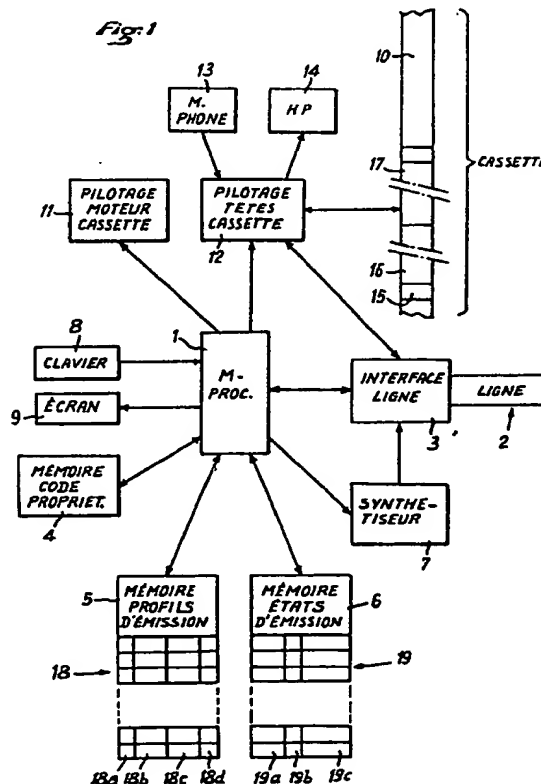 Fig. 1
13
M.
PHONE
14
HP
10
17
16
15
CASSETTE
11
PILOTAGE
MOTEUR
CASSETTE
PILOTAGE
TETES
CASSETTE
12
1
M-
PROC.
8
CLAVIER
ÉCRAN
9
MÉMOIRE
CODE
PROPRIET.
4
INTERFACE
LIGNE
3
LIGNE
2
SYNTHE-
TISEUR
7
5
MÉMOIRE
PROFILS
D'ÉMISSION
MÉMOIRE
ÉTATS
D'ÉMISSION
6
18
19
18a 18b 18c 18d
19a 19b 19c